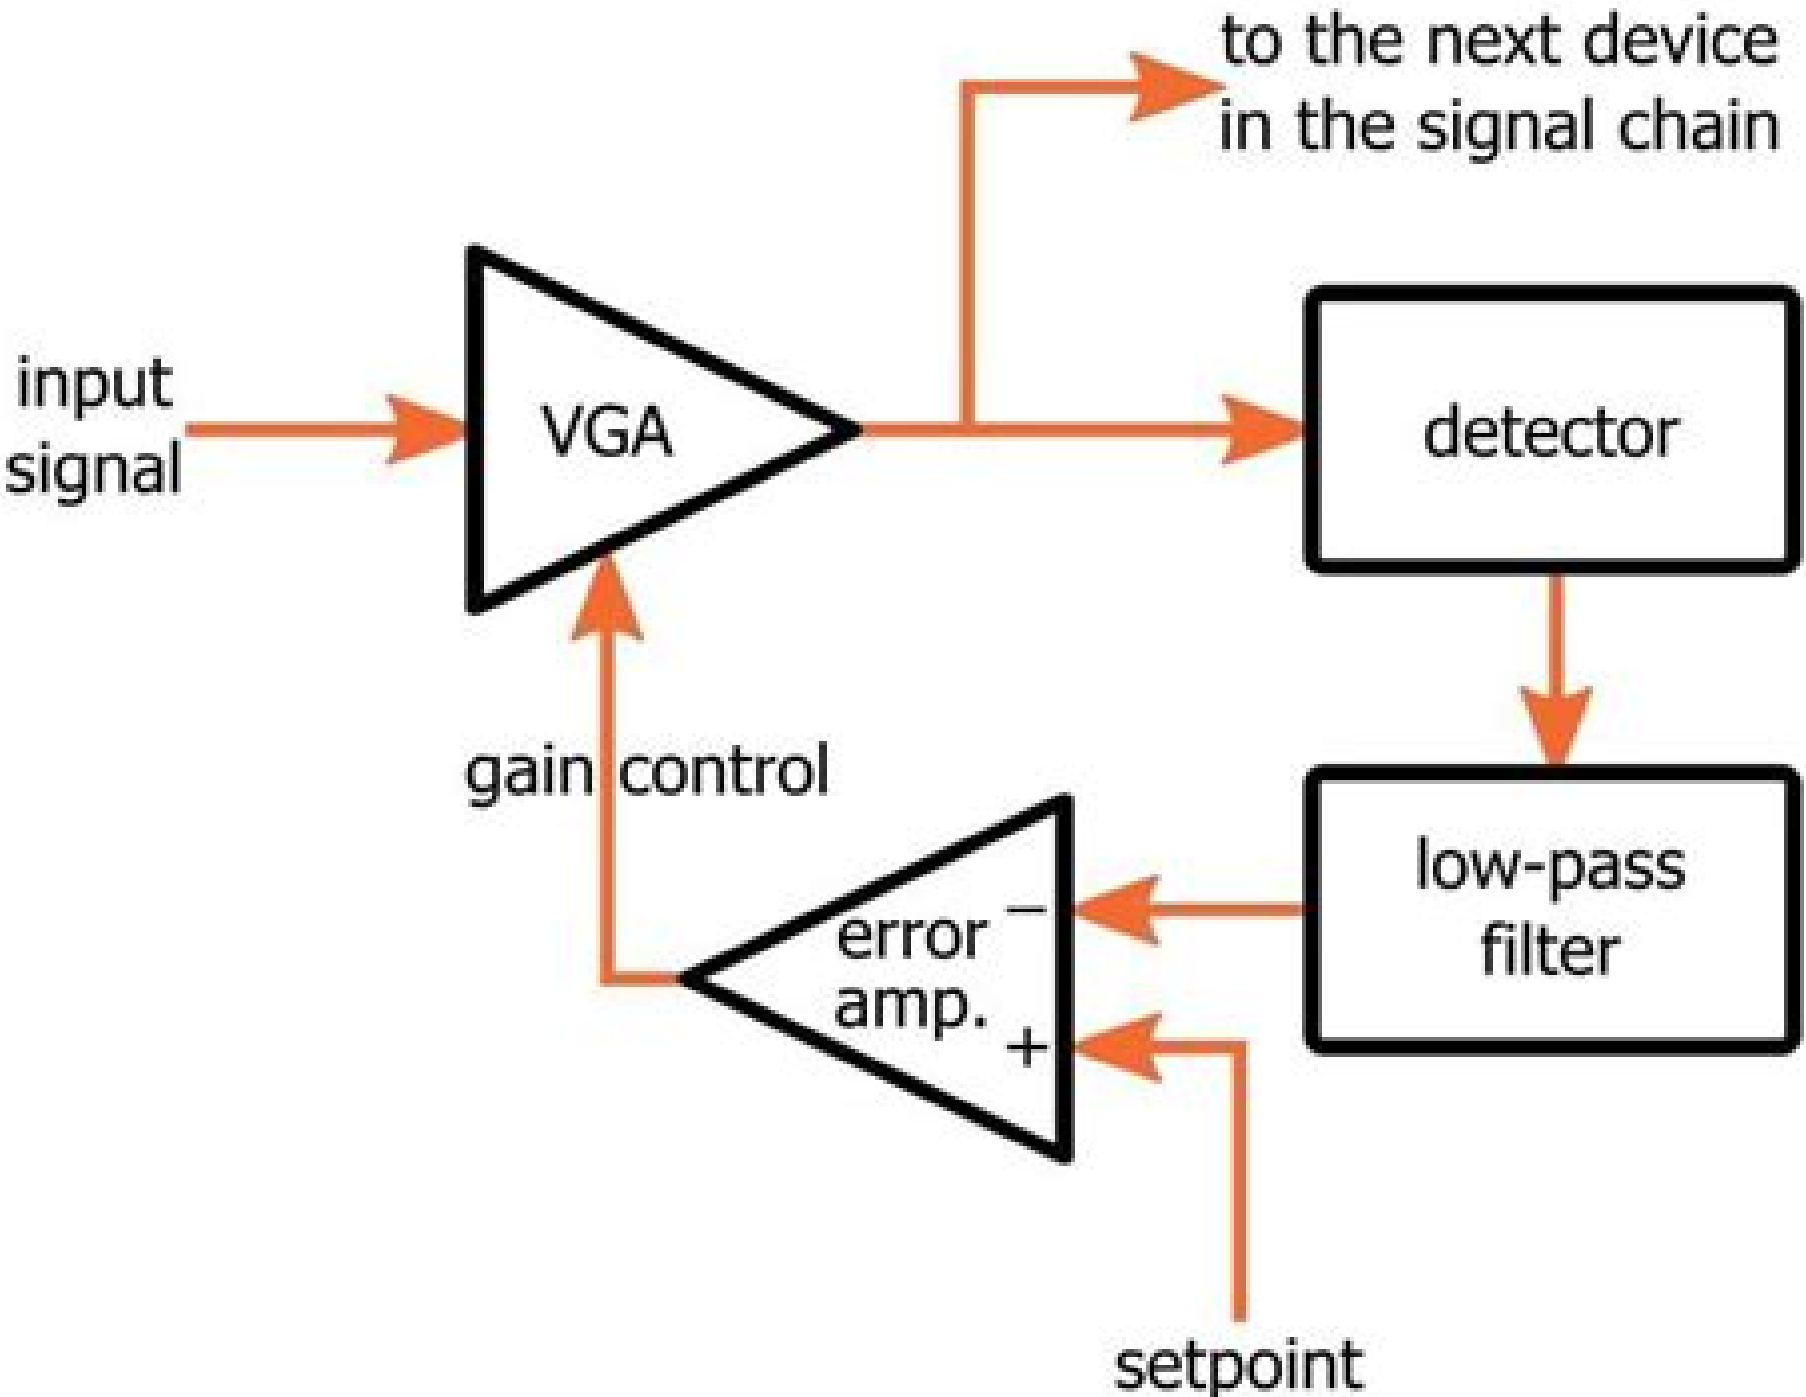 to the next device
in the signal chain
input
signal
VGA
detector
gain control
low-pass
filter
error
amp.
−
+
setpoint